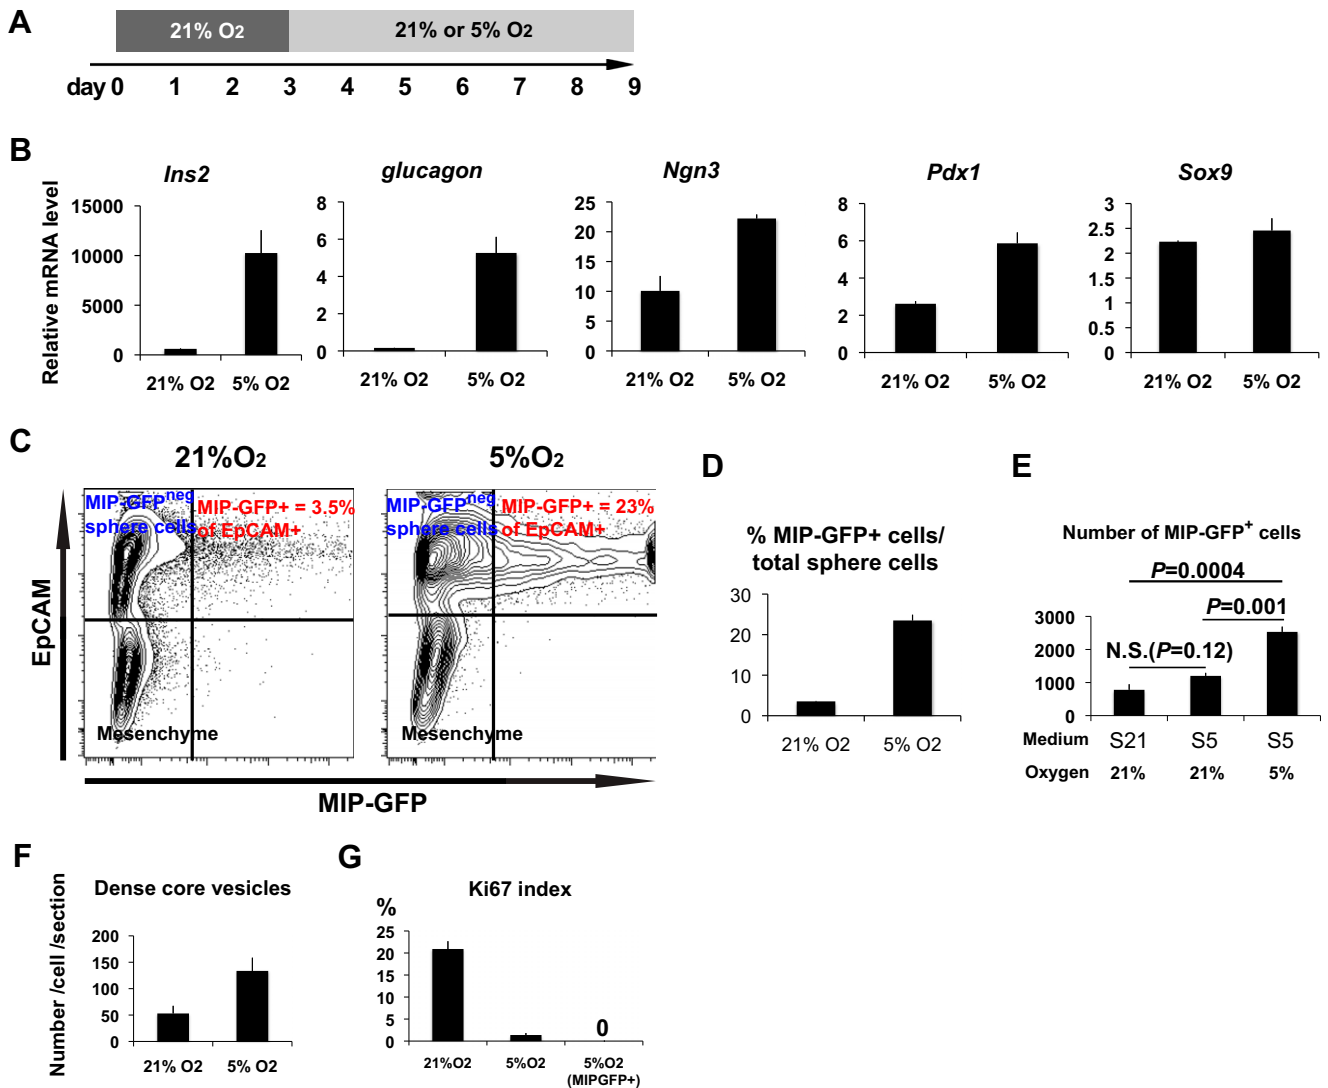 A
21% O2
21% or 5% O2
day 0 1 2 3 4 5 6 7 8 9
B
Ins2
glucagon
Ngn3
Pdx1
Sox9
Relative mRNA level
15000
10000
5000
0
21% O2 5% O2
8
6
4
2
0
21% O2 5% O2
25
20
15
10
5
0
21% O2 5% O2
8
6
4
2
0
21% O2 5% O2
3
2.5
2
1.5
1
0.5
0
21% O2 5% O2
C
21%O2
5%O2
EpCAM
MIP-GFPneg
sphere cells
MIP-GFP+ = 3.5%
of EpCAM+
Mesenchyme
MIP-GFPneg
sphere cells
MIP-GFP+ = 23%
of EpCAM+
Mesenchyme
MIP-GFP
D
% MIP-GFP+ cells/
total sphere cells
30
20
10
0
21% O2 5% O2
E
Number of MIP-GFP+ cells
P=0.0004
P=0.001
N.S.(P=0.12)
3000
2000
1000
0
Medium S21 S5 S5
Oxygen 21% 21% 5%
F
Dense core vesicles
Number /cell /section
200
150
100
50
0
21% O2 5% O2
G
Ki67 index
%
25
20
15
10
5
0
0
21%O2 5%O2 5%O2
(MIPGFP+)